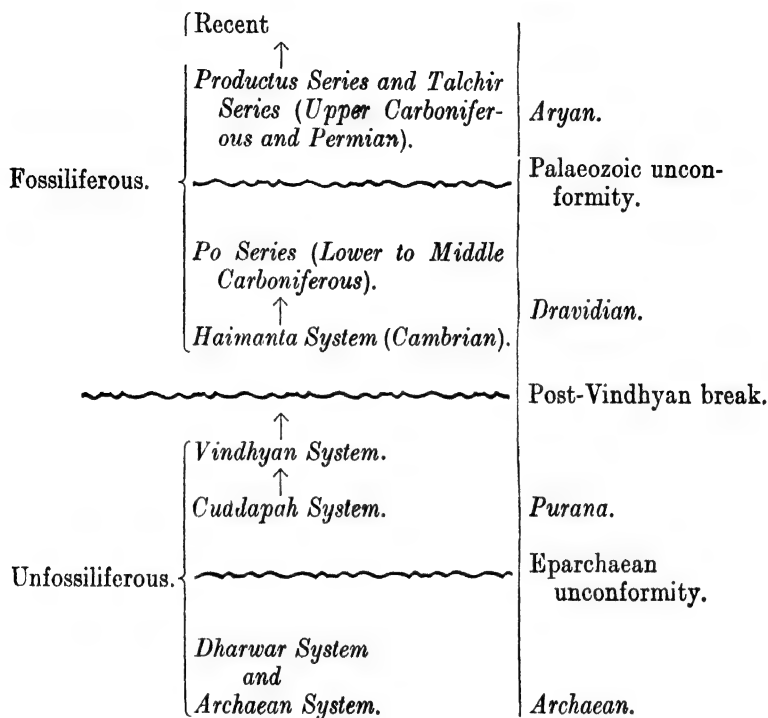 Recent
Productus Series and Talchir
Series (Upper Carbonifer-
ous and Permian).
Aryan.
Fossiliferous.
Palaeozoic uncon-
formity.
Po Series (Lower to Middle
Carboniferous).
Dravidian.
Haimanta System (Cambrian).
Post-Vindhyan break.
Vindhyan System.
Cuddapah System.
Purana.
Unfossiliferous.
Eparchaean
unconformity.
Dharwar System
and
Archaean System.
Archaean.